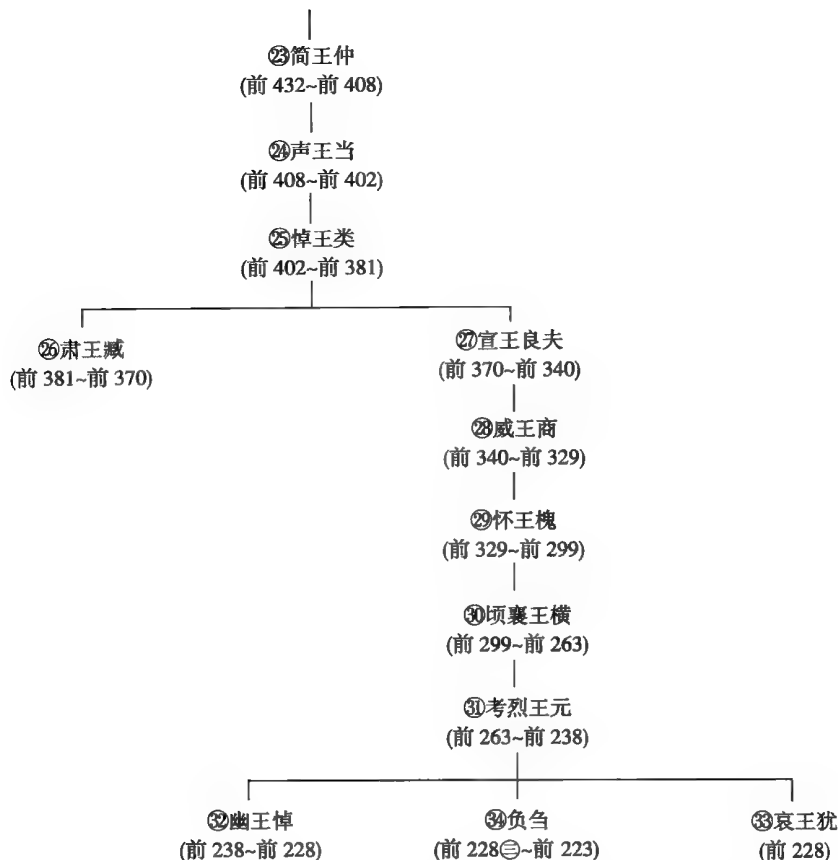 ㉓简王仲
(前 432~前 408)
㉔声王当
(前 408~前 402)
㉕悼王类
(前 402~前 381)
㉖肃王臧
(前 381~前 370)
㉗宣王良夫
(前 370~前 340)
㉘威王商
(前 340~前 329)
㉙怀王槐
(前 329~前 299)
㉚顷襄王横
(前 299~前 263)
㉛考烈王元
(前 263~前 238)
㉜幽王悼
(前 238~前 228)
㉞负刍
(前 228㊂~前 223)
㉝哀王犹
(前 228)